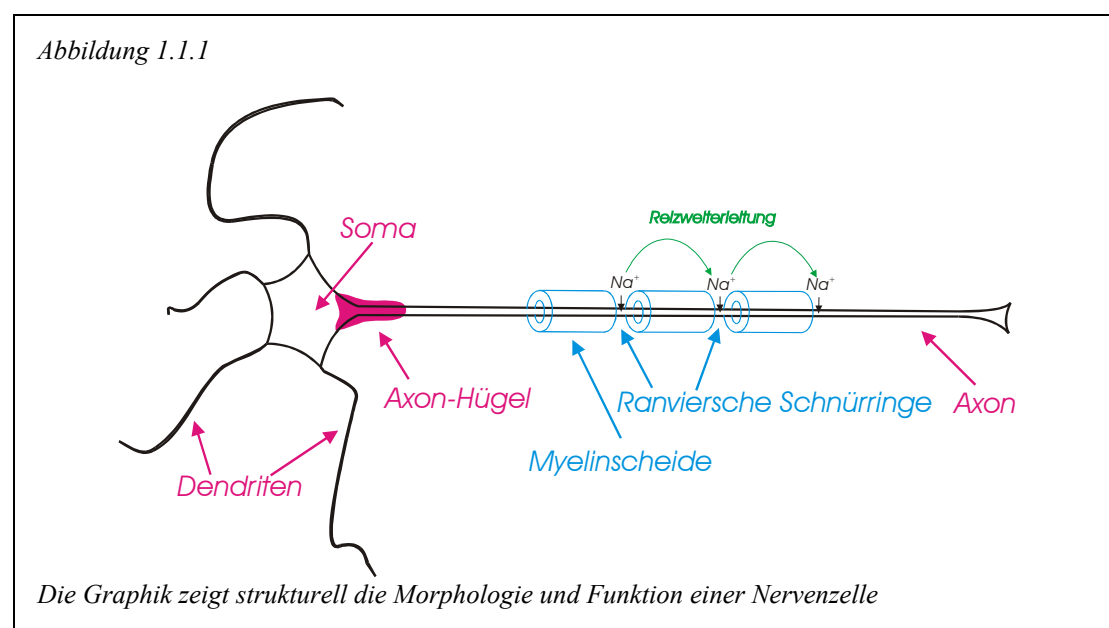 Abbildung 1.1.1
Reizweiterleitung
Soma
Na⁺ Na⁺ Na⁺
Axon-Hügel
Ranviersche Schnürringe
Axon
Myelinscheide
Dendriten
Die Graphik zeigt strukturell die Morphologie und Funktion einer Nervenzelle